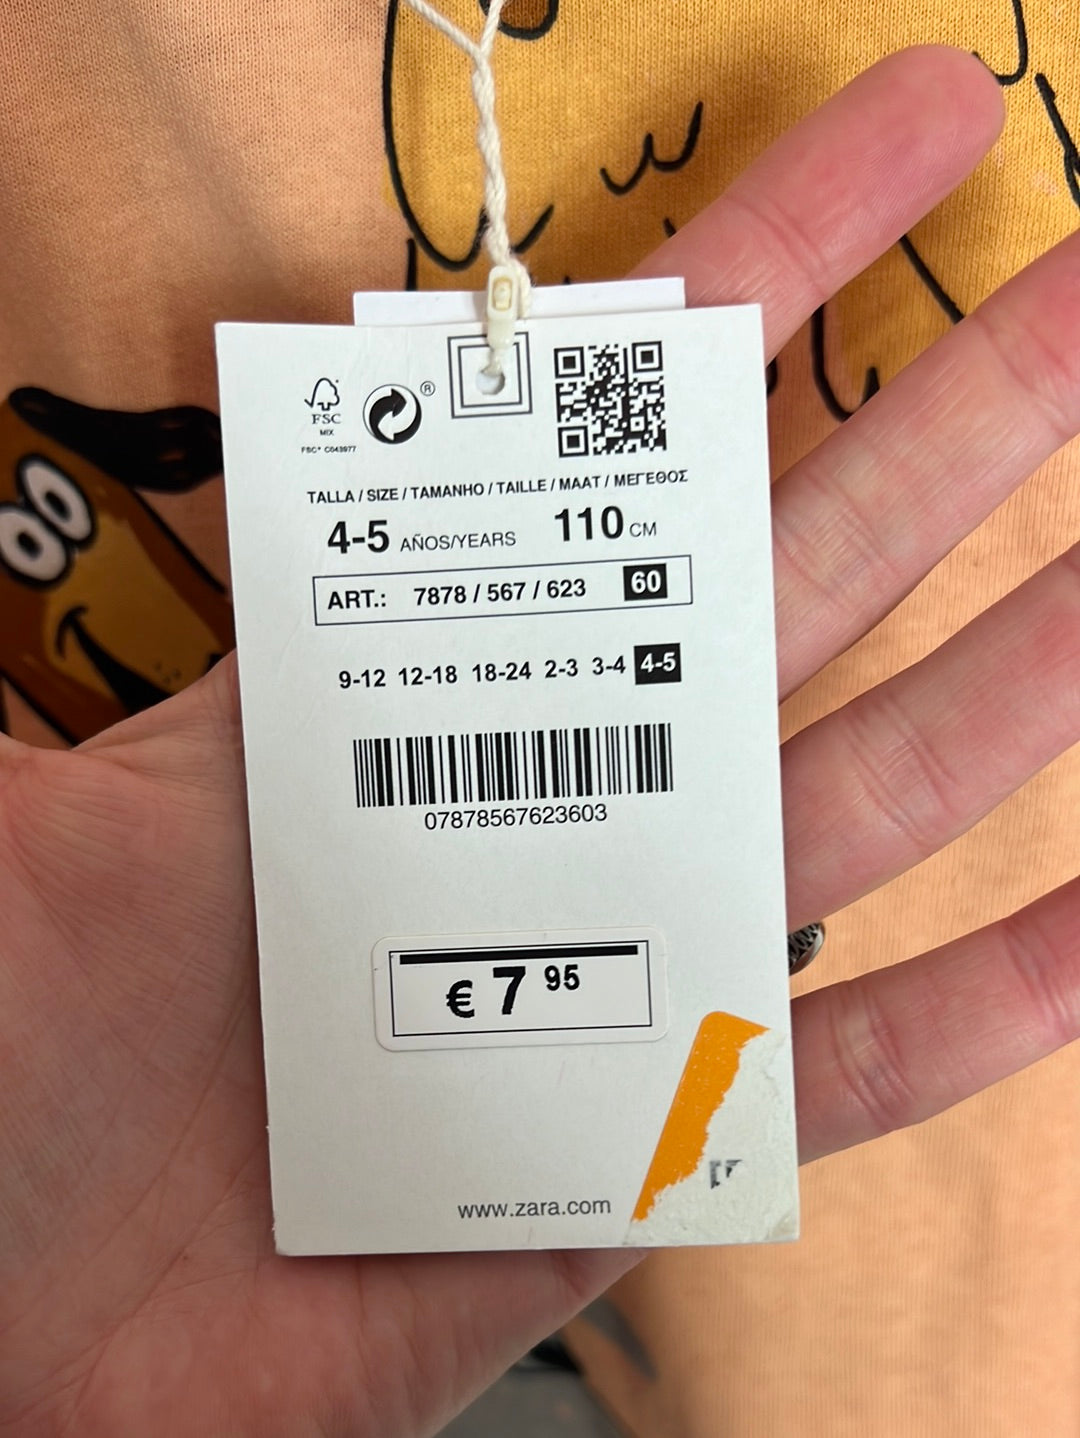 ®
FSC
MIX
FSC® C043977
TALLA / SIZE / TAMANHO / TAILLE / MAAT / ΜΕΓΕΘΟΣ
4-5 AÑOS/YEARS 110 CM
ART.: 7878 / 567 / 623 60
9-12 12-18 18-24 2-3 3-4 4-5
07878567623603
€ 7 95
www.zara.com